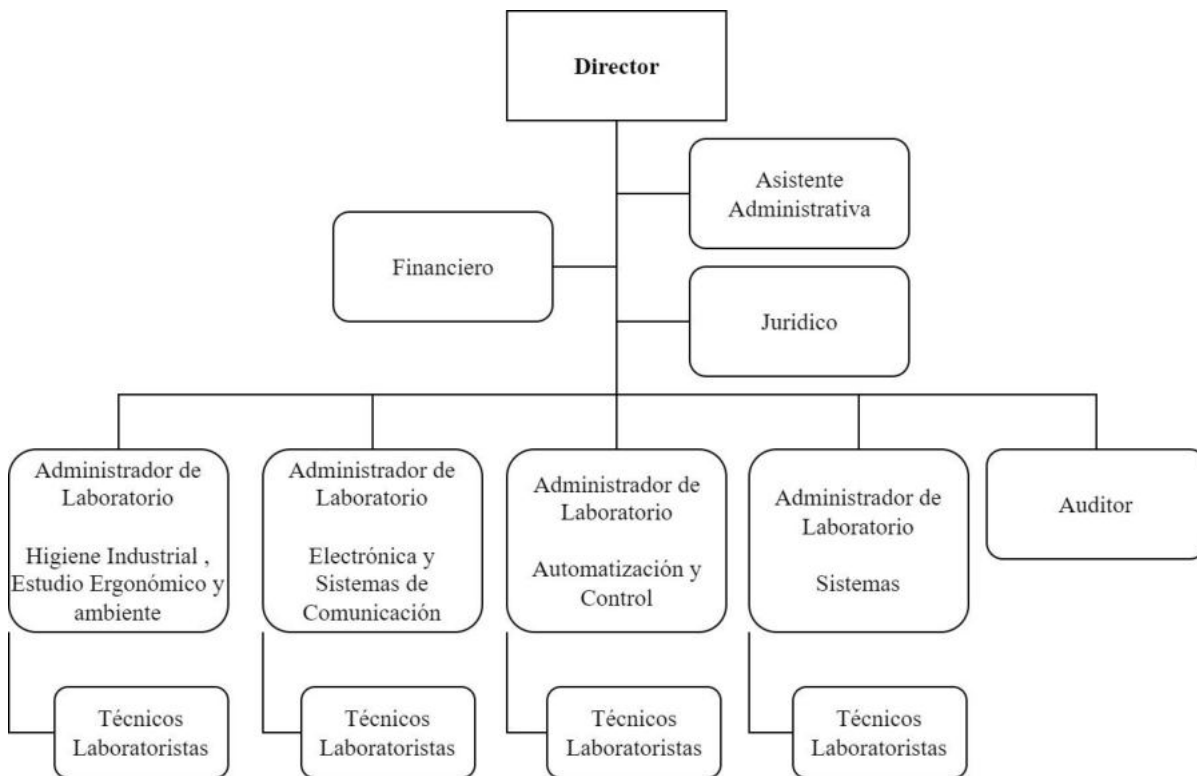 Director
Asistente
Administrativa
Financiero
Juridico
Administrador de
Laboratorio
Higiene Industrial ,
Estudio Ergonómico y
ambiente
Administrador de
Laboratorio
Electrónica y
Sistemas de
Comunicación
Administrador de
Laboratorio
Automatización y
Control
Administrador de
Laboratorio
Sistemas
Auditor
Técnicos
Laboratoristas
Técnicos
Laboratoristas
Técnicos
Laboratoristas
Técnicos
Laboratoristas